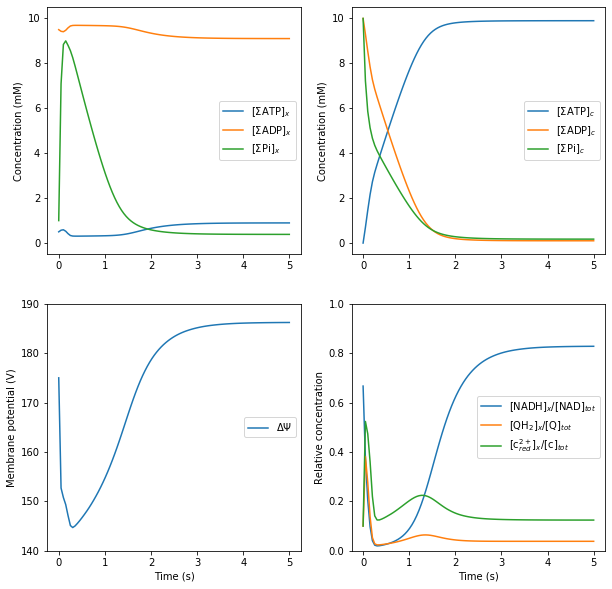 Concentration (mM)
10
8
6
4
2
0
[ΣATP]ₓ
[ΣADP]ₓ
[ΣPi]ₓ
0 1 2 3 4 5
Concentration (mM)
10
8
6
4
2
0
[ΣATP]c
[ΣADP]c
[ΣPi]c
0 1 2 3 4 5
Membrane potential (V)
190
180
170
160
150
140
ΔΨ
0 1 2 3 4 5
Time (s)
Relative concentration
1.0
0.8
0.6
0.4
0.2
0.0
[NADH]ₓ/[NAD]tot
[QH₂]ₓ/[Q]tot
[c²⁺red]ₓ/[c]tot
0 1 2 3 4 5
Time (s)